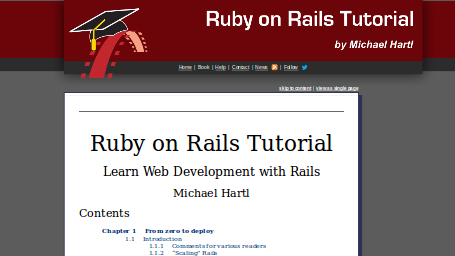 Ruby on Rails Tutorial
by Michael Hartl
Home | Book | Help | Contact | News | Follow
skip to content | view as single page
Ruby on Rails Tutorial
Learn Web Development with Rails
Michael Hartl
Contents
Chapter 1 From zero to deploy
1.1 Introduction
1.1.1 Comments for various readers
1.1.2 “Scaling” Rails